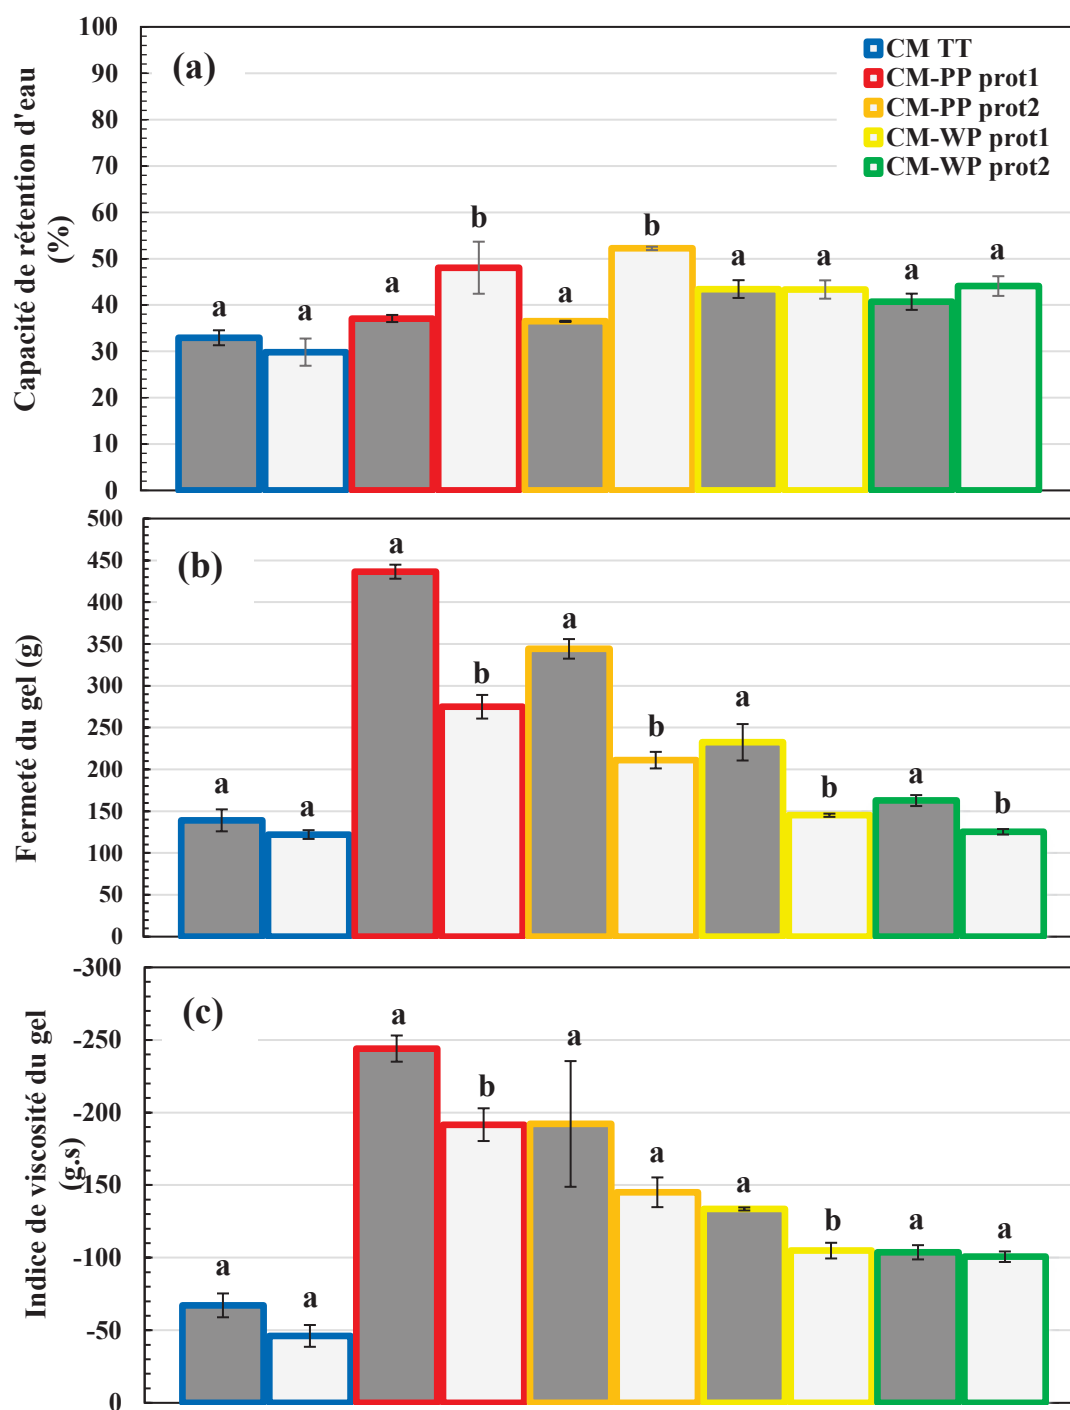 Capacité de rétention d'eau
(%)
100
90
80
70
60
50
40
30
20
10
0
(a)
CM TT
CM-PP prot1
CM-PP prot2
CM-WP prot1
CM-WP prot2
a
a
a
b
a
b
a
a
a
a
Fermeté du gel (g)
500
450
400
350
300
250
200
150
100
50
0
(b)
a
a
a
b
a
b
a
b
a
b
Indice de viscosité du gel
(g.s)
-300
-250
-200
-150
-100
-50
0
(c)
a
a
a
b
a
a
a
b
a
a